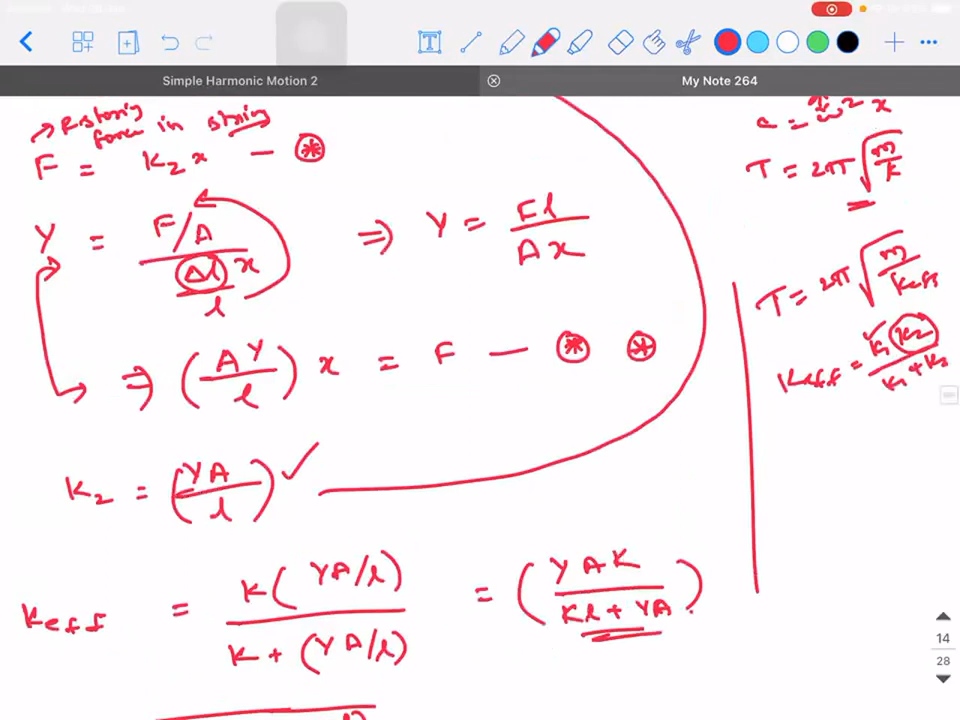 Simple Harmonic Motion 2
My Note 264
→ Restoring force in string
F = K₂x — *
Y = F/A / (Δl x / l) ⇒ Y = Fl / Ax
⇒ (AY / l) x = F — * *
K₂ = (YA / l) ✓
Keff = K(YA/l) / K + (YA/l) = (YAK / Kl + YA)
T = 2π √(m/K)
T = 2π √(m/Keff)
Keff = K₁K₂ / K₁ + K₂
14
28